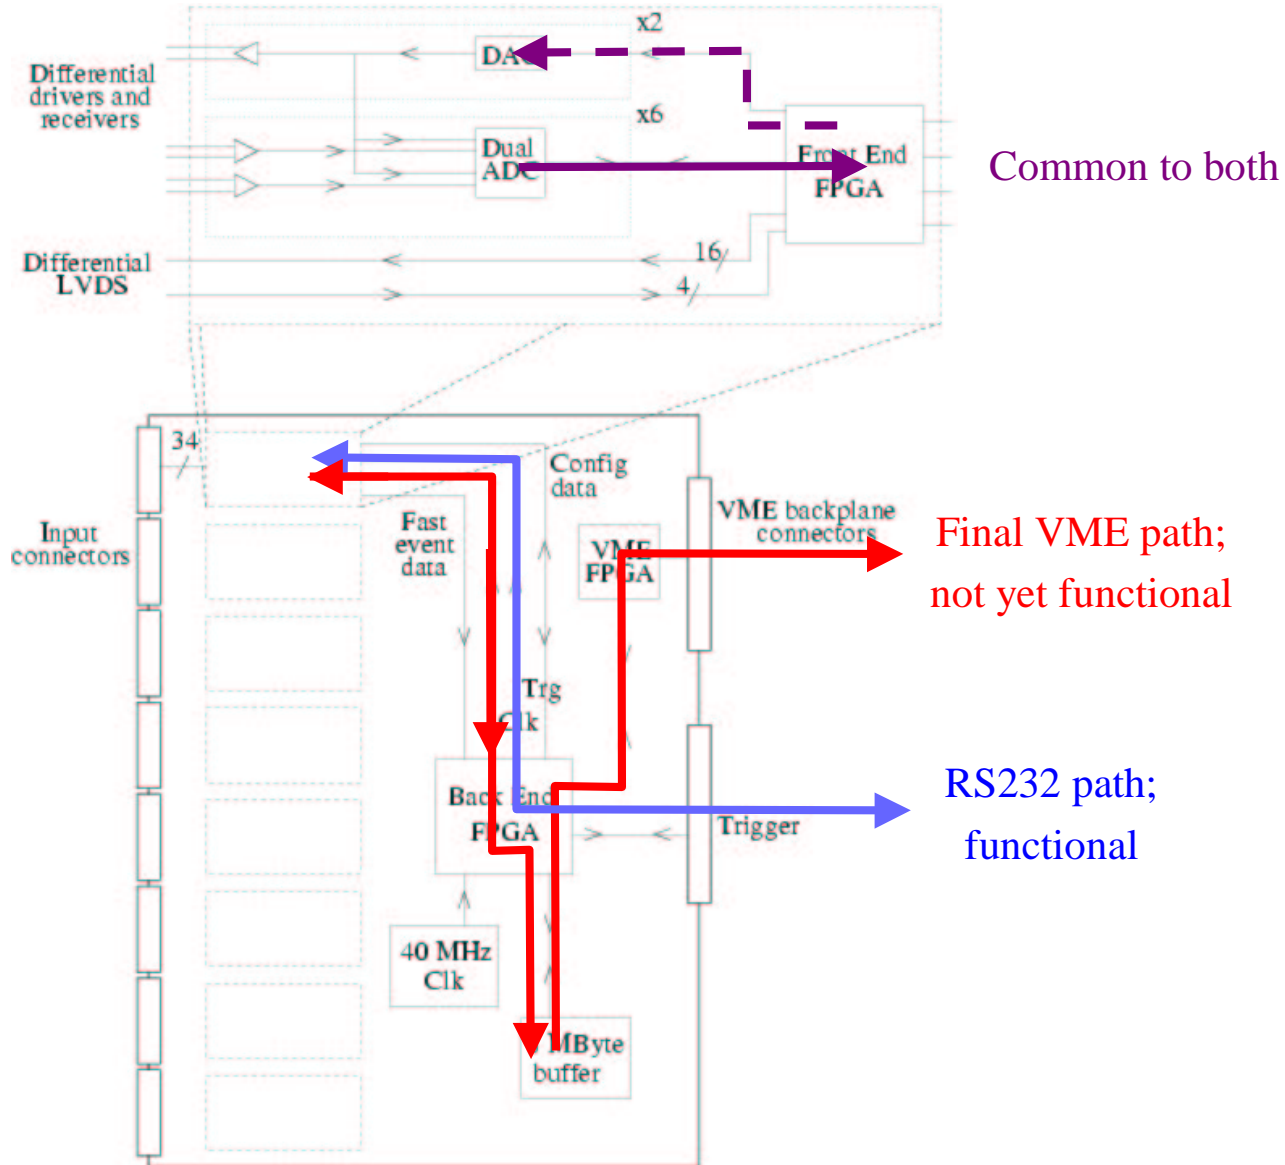 x2
DAC
Differential
drivers and
receivers
x6
Dual
ADC
Front End
FPGA
Common to both
Differential
LVDS
16
4
34
Config
data
Input
connectors
Fast
event
data
VME
FPGA
VME backplane
connectors
Final VME path;
not yet functional
Trg
Clk
Back End
FPGA
Trigger
RS232 path;
functional
40 MHz
Clk
MByte
buffer